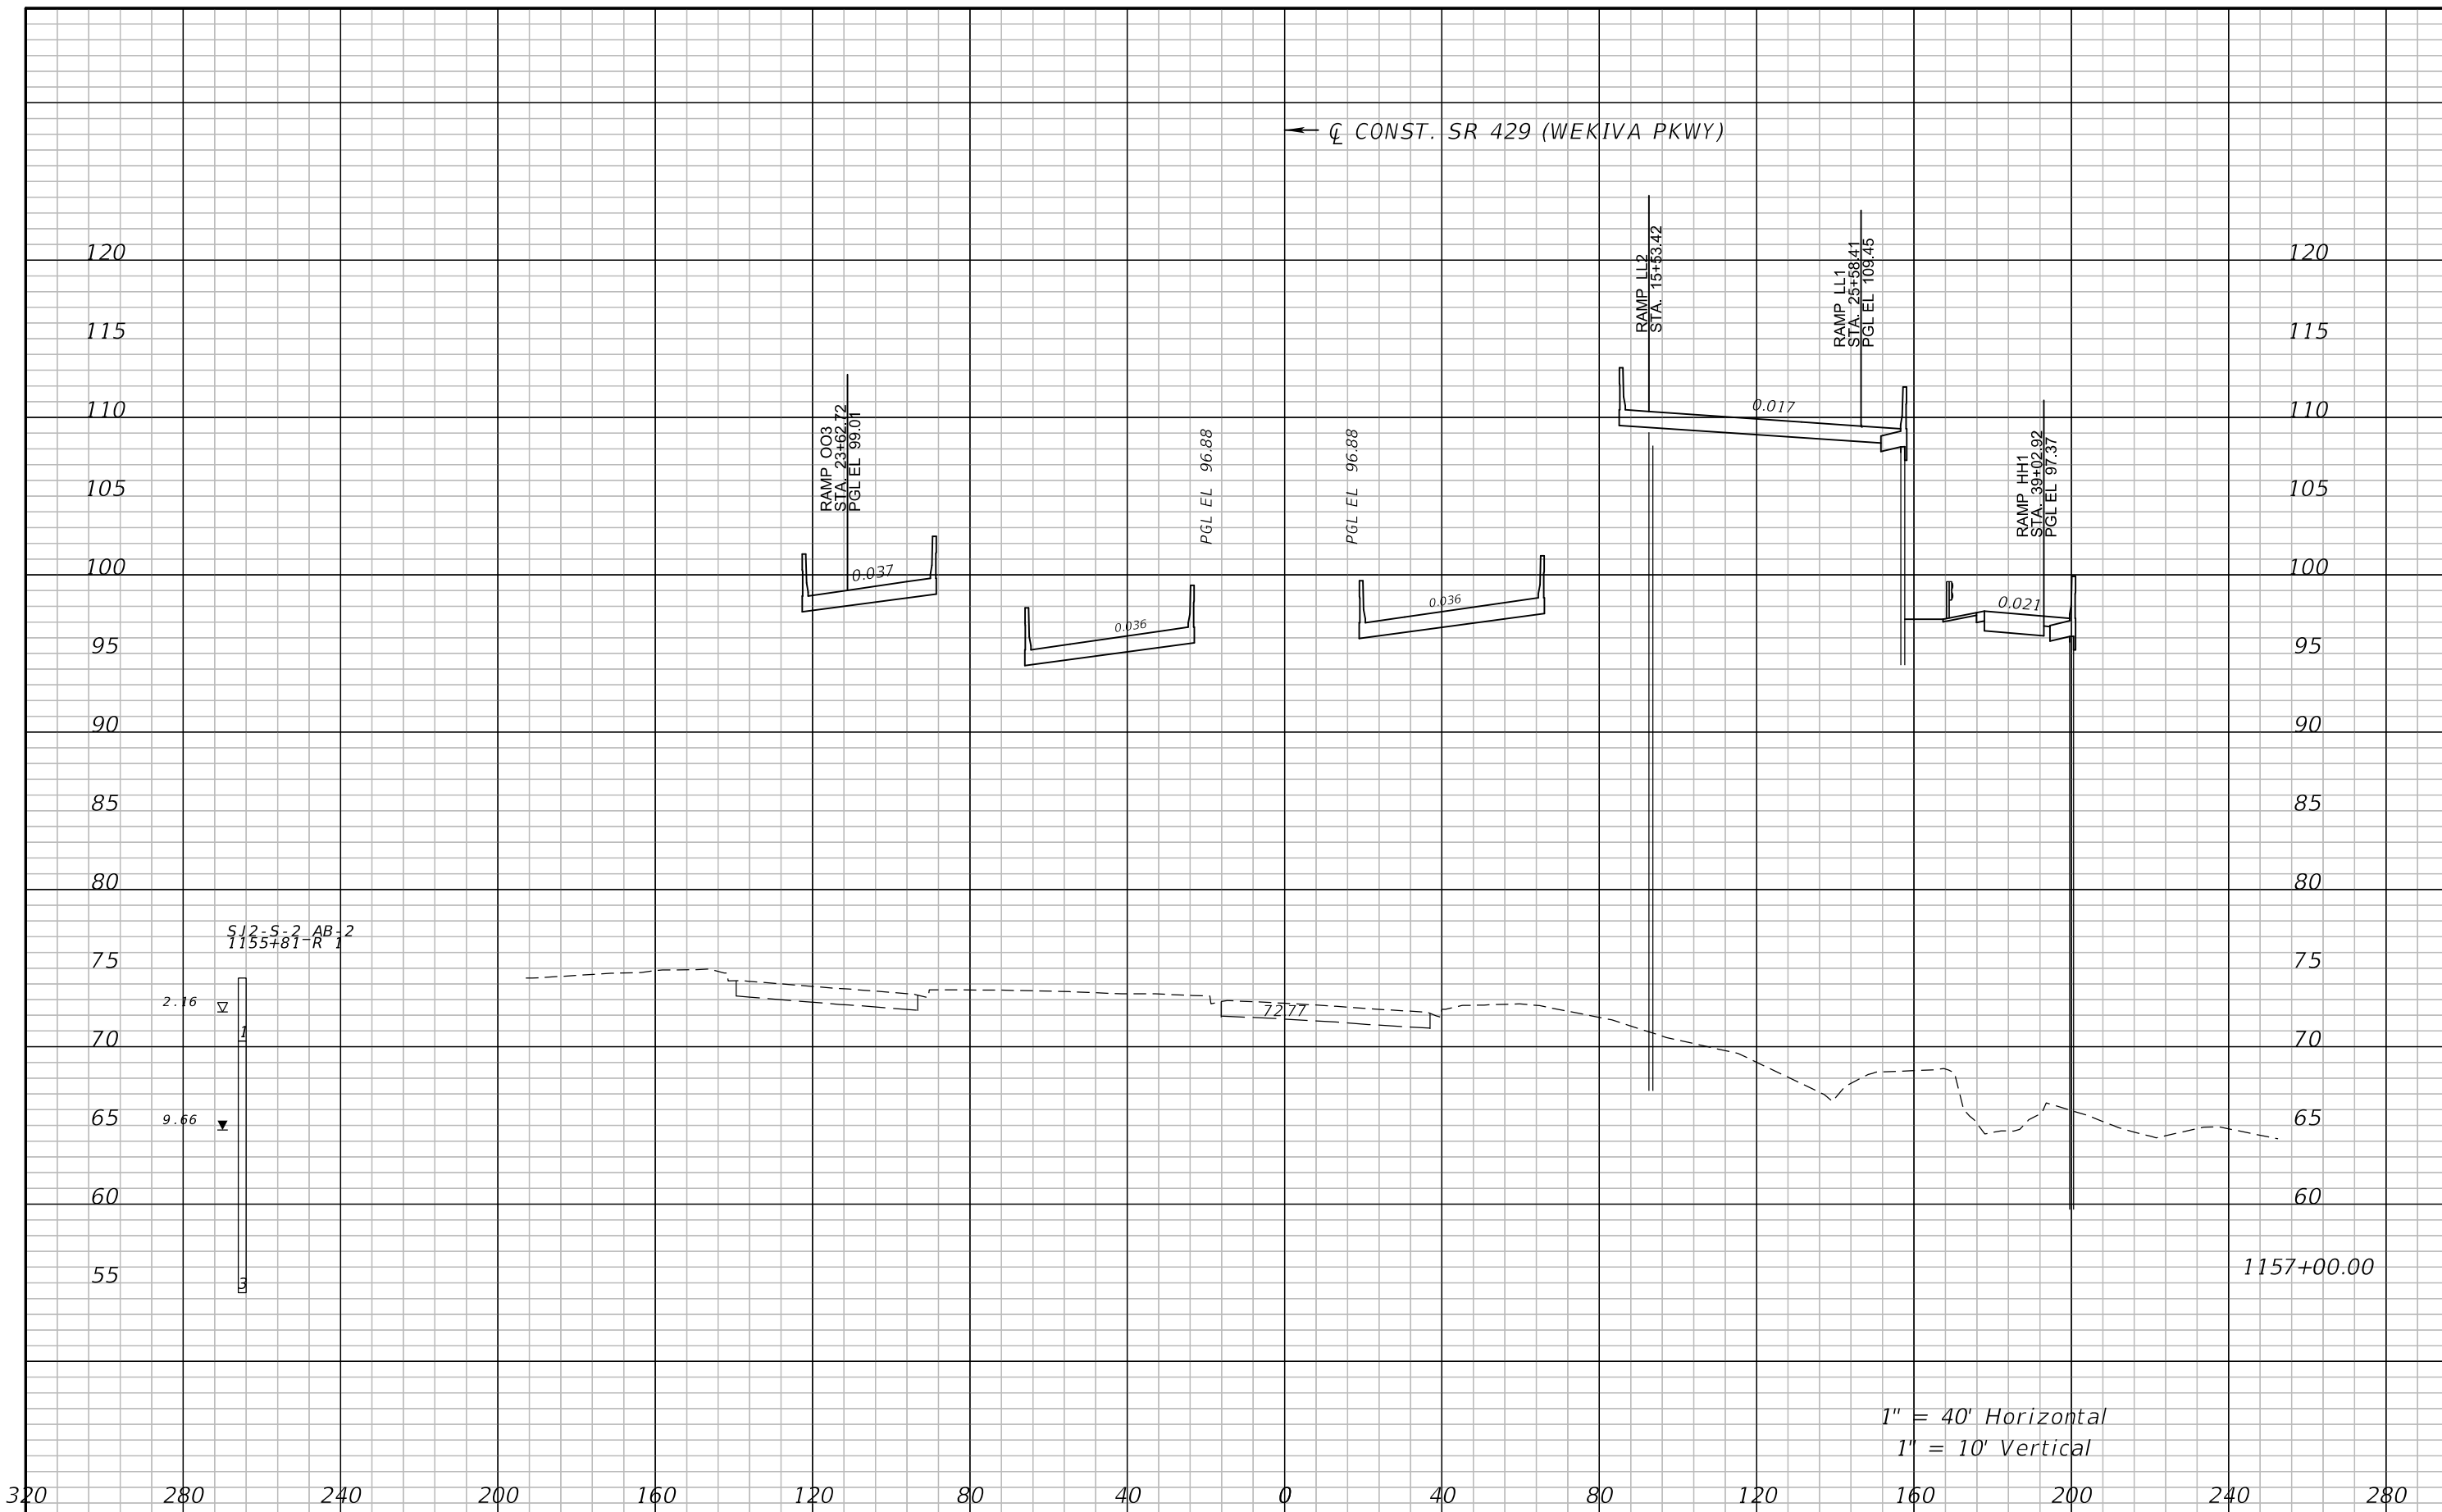 ℄ CONST. SR 429 (WEKIVA PKWY)
RAMP LL2
STA. 15+53.42
RAMP LL1
STA. 25+58.41
PGL EL 109.45
RAMP OO3
STA. 23+62.72
PGL EL 99.01
PGL EL 96.88
PGL EL 96.88
RAMP HH1
STA. 39+02.92
PGL EL 97.37
0.037
0.036
0.036
0.017
0.021
120 120
115 115
110 110
105 105
100 100
95 95
90 90
85 85
80 80
75 75
70 70
65 65
60 60
55
SJ2-S-2_AB-2
1155+81-R 1
2.16
1
9.66
3
72.77
1157+00.00
1" = 40' Horizontal
1" = 10' Vertical
320 280 240 200 160 120 80 40 0 40 80 120 160 200 240 280